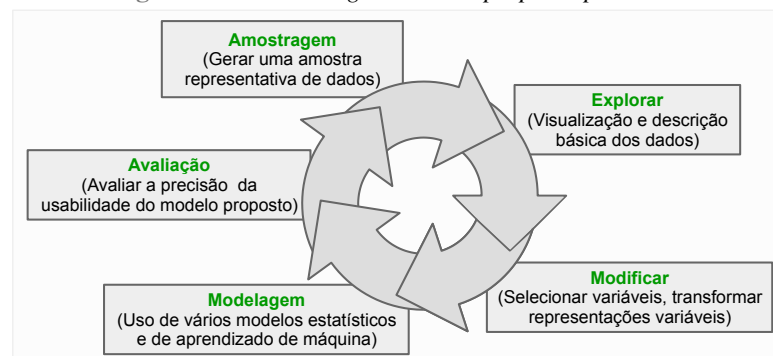 Amostragem
(Gerar uma amostra
representativa de dados)
Explorar
(Visualização e descrição
básica dos dados)
Avaliação
(Avaliar a precisão da
usabilidade do modelo proposto)
Modificar
(Selecionar variáveis, transformar
representações variáveis)
Modelagem
(Uso de vários modelos estatísticos
e de aprendizado de máquina)